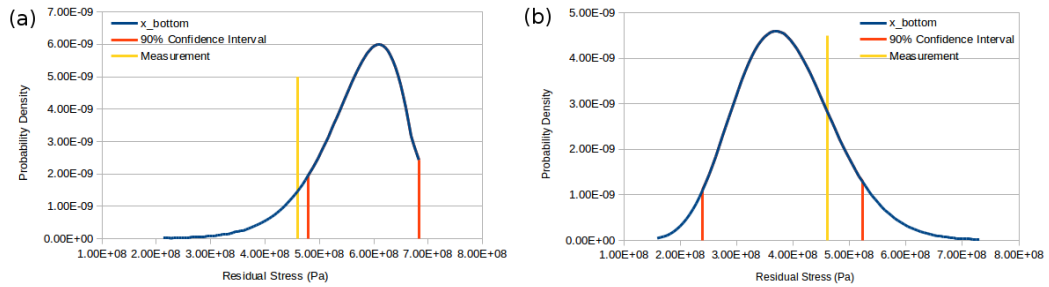 (a)
x_bottom
90% Confidence Interval
Measurement
7.00E-09
6.00E-09
5.00E-09
4.00E-09
3.00E-09
2.00E-09
1.00E-09
0.00E+00
Probability Density
1.00E+08 2.00E+08 3.00E+08 4.00E+08 5.00E+08 6.00E+08 7.00E+08 8.00E+08
Residual Stress (Pa)
(b)
x_bottom
90% Confidence Interval
Measurement
5.00E-09
4.00E-09
3.00E-09
2.00E-09
1.00E-09
0.00E+00
Probability Density
1.00E+08 2.00E+08 3.00E+08 4.00E+08 5.00E+08 6.00E+08 7.00E+08 8.00E+08
Residual Stress (Pa)